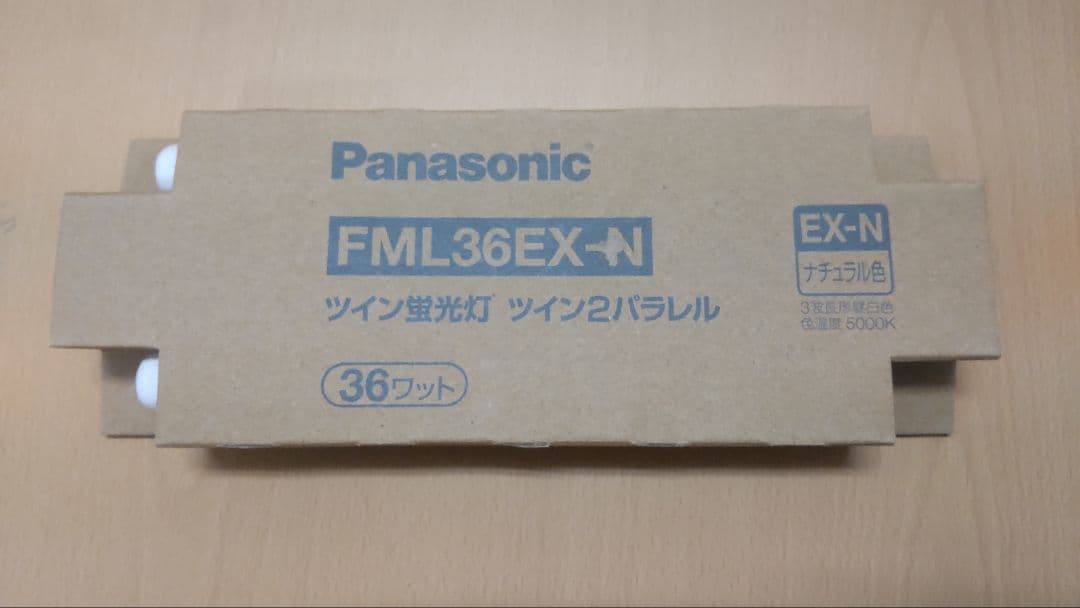 Panasonic
FML36EX-N
ツイン蛍光灯 ツイン2パラレル
36ワット
EX-N
ナチュラル色
3波長形昼白色
色温度 5000K